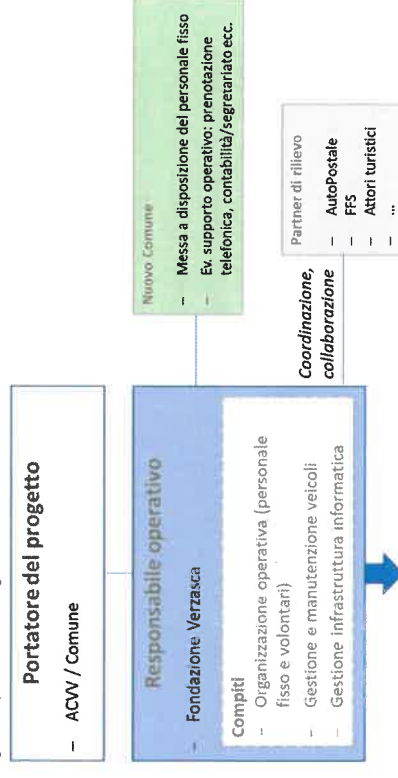 Portatore del progetto
– ACVV / Comune
Responsabile operativo
– Fondazione Verzasca
Compiti
– Organizzazione operativa (personale
fisso e volontari)
– Gestione e manutenzione veicoli
– Gestione infrastruttura informatica
Nuovo Comune
– Messa a disposizione del personale fisso
– Ev. supporto operativo: prenotazione
telefonica, contabilità/segretariato ecc.
Coordinazione,
collaborazione
Partner di rilievo
– AutoPostale
– FFS
– Attori turistici
– ...